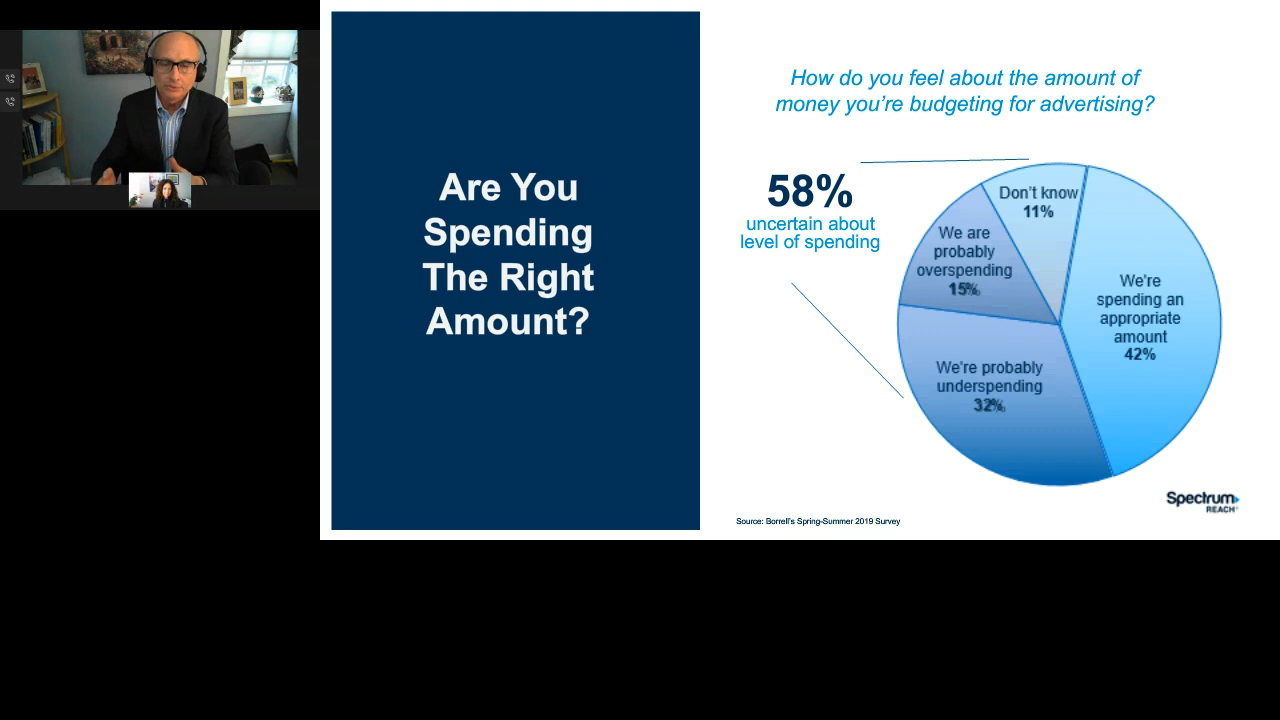 Are You
Spending
The Right
Amount?
How do you feel about the amount of
money you're budgeting for advertising?
58%
uncertain about
level of spending
Don't know
11%
We are
probably
overspending
15%
We're
spending an
appropriate
amount
42%
We're probably
underspending
32%
Spectrum
REACH
Source: Borrell's Spring-Summer 2019 Survey